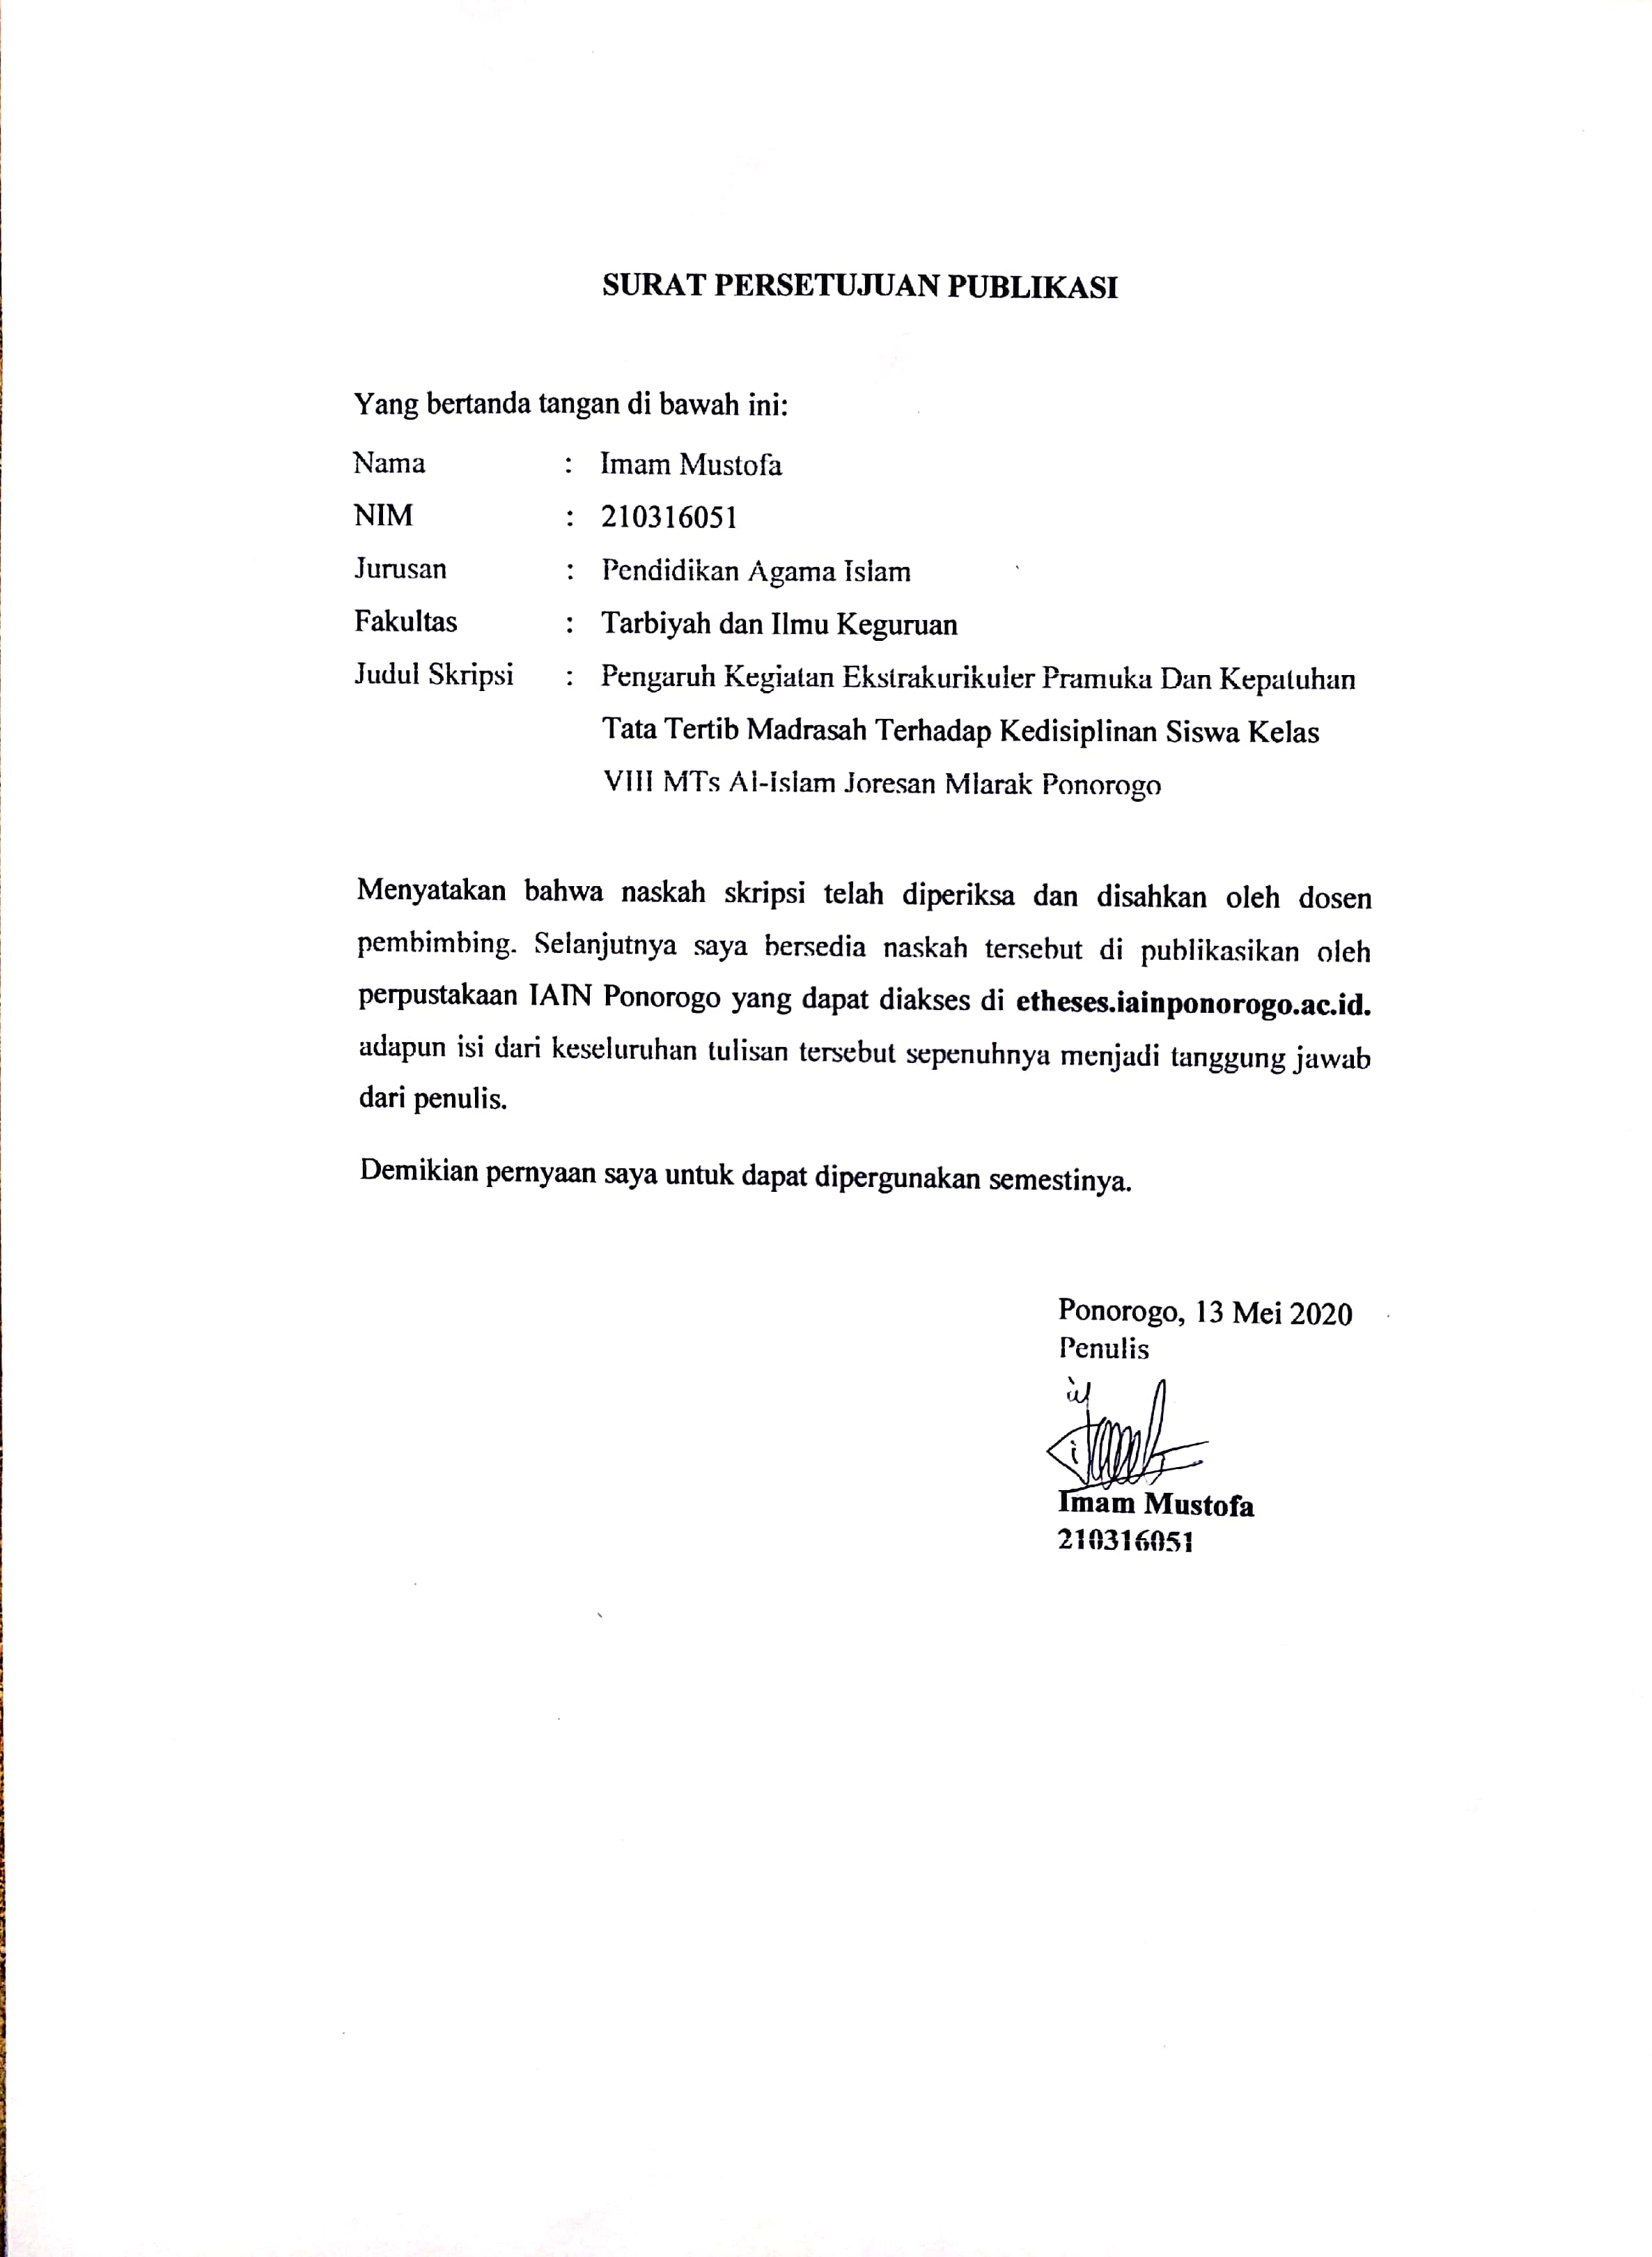 SURAT PERSETUJUAN PUBLIKASI
Yang bertanda tangan di bawah ini:
Nama : Imam Mustofa
NIM : 210316051
Jurusan : Pendidikan Agama Islam
Fakultas : Tarbiyah dan Ilmu Keguruan
Judul Skripsi : Pengaruh Kegiatan Ekstrakurikuler Pramuka Dan Kepatuhan
Tata Tertib Madrasah Terhadap Kedisiplinan Siswa Kelas
VIII MTs Al-Islam Joresan Mlarak Ponorogo
Menyatakan bahwa naskah skripsi telah diperiksa dan disahkan oleh dosen
pembimbing. Selanjutnya saya bersedia naskah tersebut di publikasikan oleh
perpustakaan IAIN Ponorogo yang dapat diakses di etheses.iainponorogo.ac.id.
adapun isi dari keseluruhan tulisan tersebut sepenuhnya menjadi tanggung jawab
dari penulis.
Demikian pernyaan saya untuk dapat dipergunakan semestinya.
Ponorogo, 13 Mei 2020
Penulis
Imam Mustofa
210316051